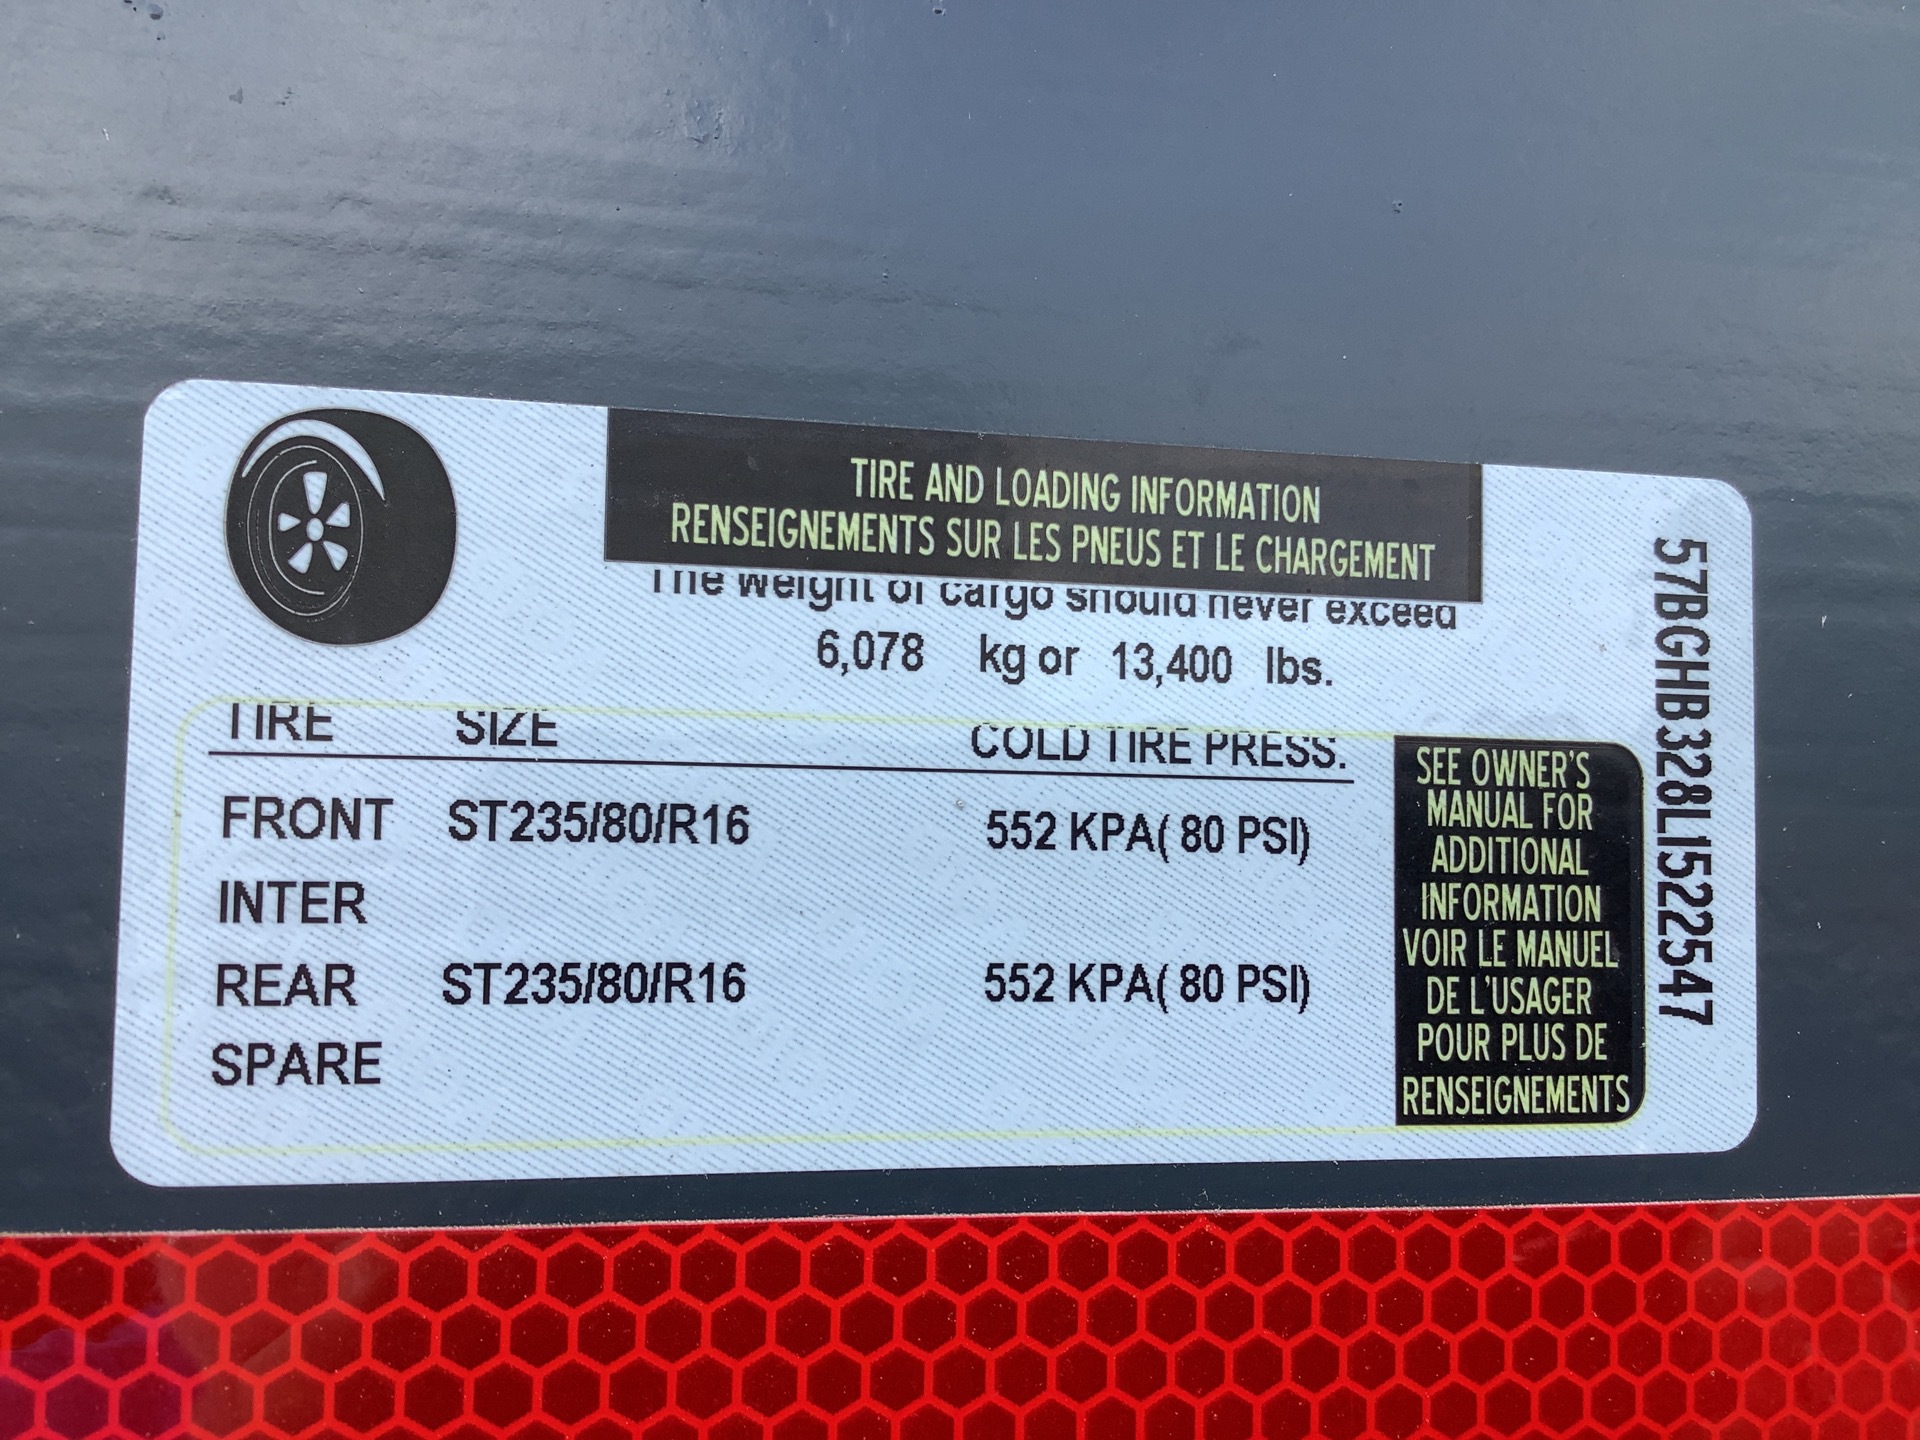 TIRE AND LOADING INFORMATION
RENSEIGNEMENTS SUR LES PNEUS ET LE CHARGEMENT
The weight of cargo should never exceed
6,078 kg or 13,400 lbs.
TIRE SIZE COLD TIRE PRESS.
FRONT ST235/80/R16 552 KPA( 80 PSI)
INTER
REAR ST235/80/R16 552 KPA( 80 PSI)
SPARE
SEE OWNER'S
MANUAL FOR
ADDITIONAL
INFORMATION
VOIR LE MANUEL
DE L'USAGER
POUR PLUS DE
RENSEIGNEMENTS
57BGHB328L1522547